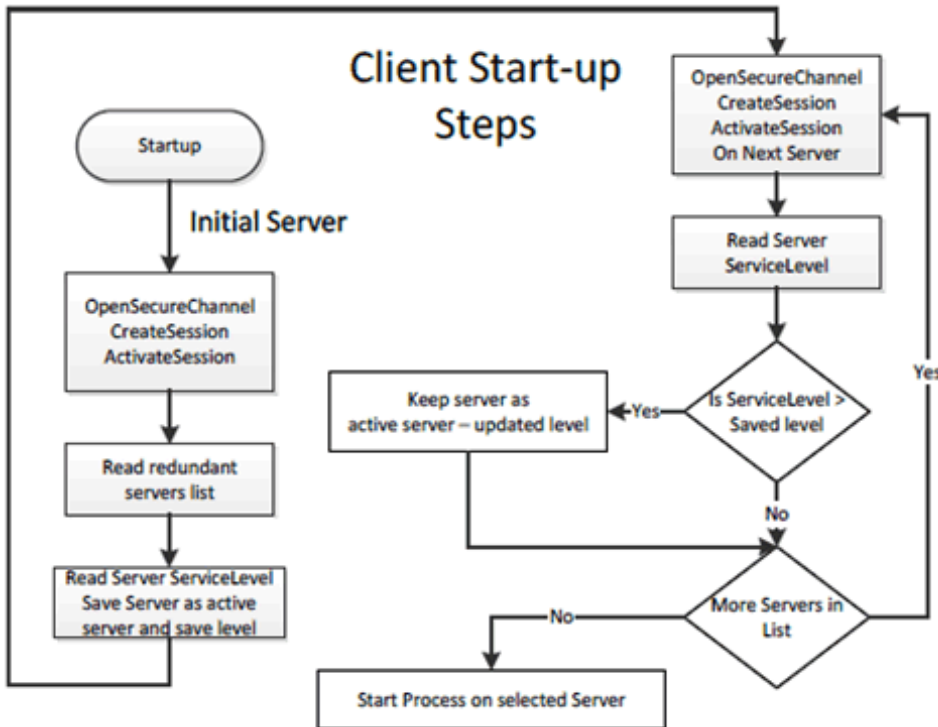 Client Start-up
Steps
Startup
Initial Server
OpenSecureChannel
CreateSession
ActivateSession
Read redundant
servers list
Read Server ServiceLevel
Save Server as active
server and save level
OpenSecureChannel
CreateSession
ActivateSession
On Next Server
Read Server
ServiceLevel
Is ServiceLevel >
Saved level
Yes
Keep server as
active server – updated level
No
More Servers in
List
Yes
No
Start Process on selected Server